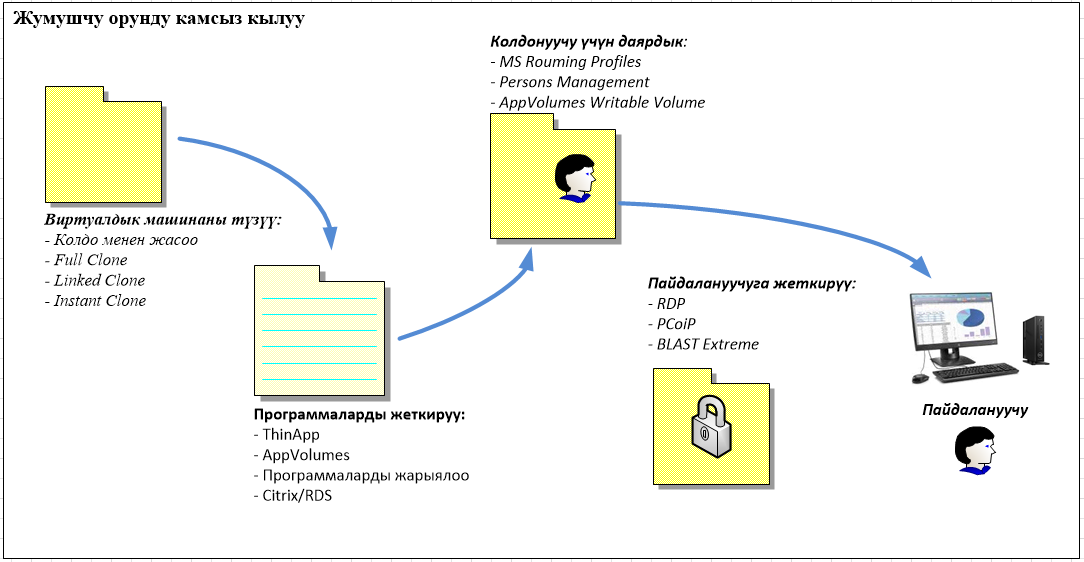 Жумушчу орунду камсыз кылуу
Виртуалдык машинаны түзүү:
- Колдо менен жасоо
- Full Clone
- Linked Clone
- Instant Clone
Программаларды жеткируу:
- ThinApp
- AppVolumes
- Программаларды жарыялоо
- Citrix/RDS
Колдонуучу үчүн даярдык:
- MS Rouming Profiles
- Persons Management
- AppVolumes Writable Volume
Пайдалануучуга жеткирүү:
- RDP
- PCoiP
- BLAST Extreme
Пайдалануучу